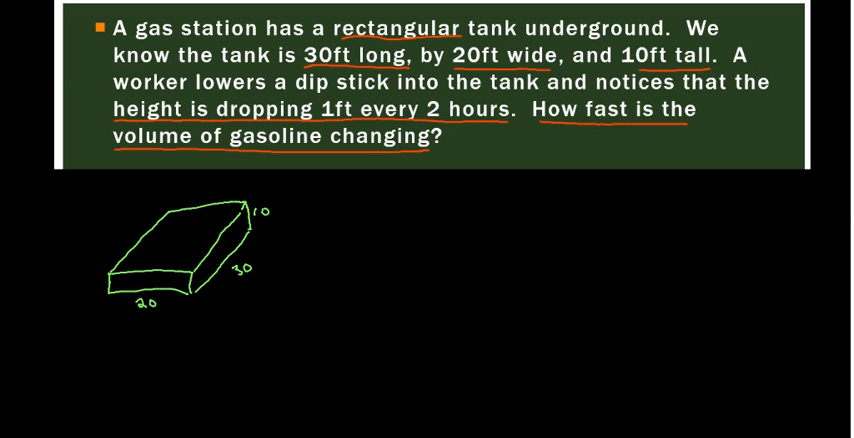 A gas station has a rectangular tank underground. We
know the tank is 30ft long, by 20ft wide, and 10ft tall. A
worker lowers a dip stick into the tank and notices that the
height is dropping 1ft every 2 hours. How fast is the
volume of gasoline changing?
10
30
20